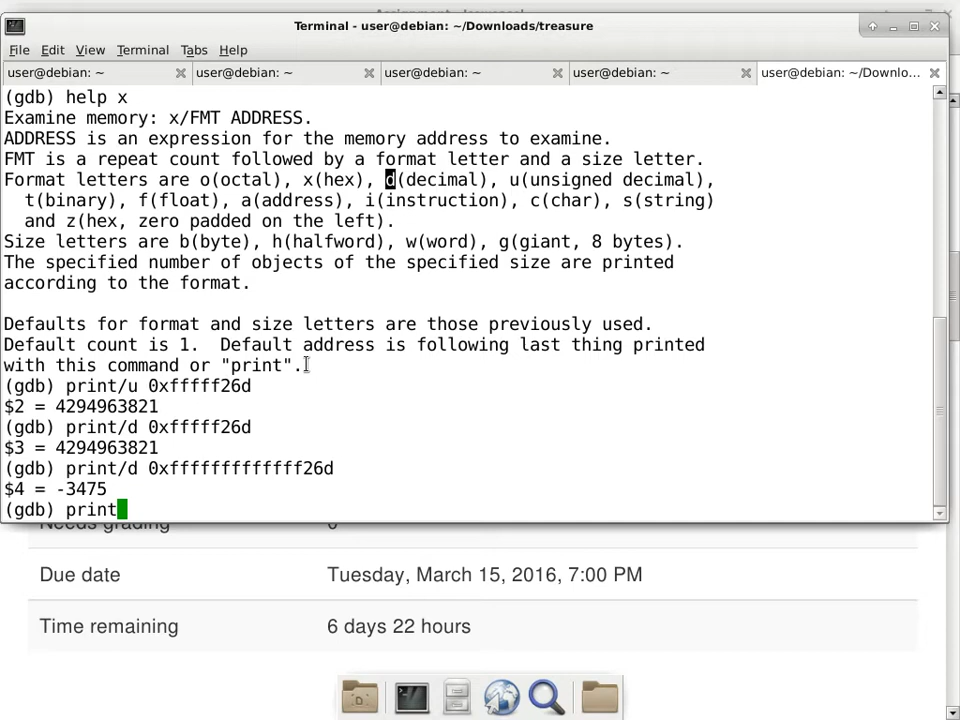 Terminal - user@debian: ~/Downloads/treasure
File Edit View Terminal Tabs Help
user@debian: ~ user@debian: ~ user@debian: ~ user@debian: ~ user@debian: ~/Downlo...
(gdb) help x
Examine memory: x/FMT ADDRESS.
ADDRESS is an expression for the memory address to examine.
FMT is a repeat count followed by a format letter and a size letter.
Format letters are o(octal), x(hex), d(decimal), u(unsigned decimal),
t(binary), f(float), a(address), i(instruction), c(char), s(string)
and z(hex, zero padded on the left).
Size letters are b(byte), h(halfword), w(word), g(giant, 8 bytes).
The specified number of objects of the specified size are printed
according to the format.
Defaults for format and size letters are those previously used.
Default count is 1.  Default address is following last thing printed
with this command or "print".
(gdb) print/u 0xfffff26d
$2 = 4294963821
(gdb) print/d 0xfffff26d
$3 = 4294963821
(gdb) print/d 0xfffffffffffff26d
$4 = -3475
(gdb) print
Needs grading
Due date Tuesday, March 15, 2016, 7:00 PM
Time remaining 6 days 22 hours